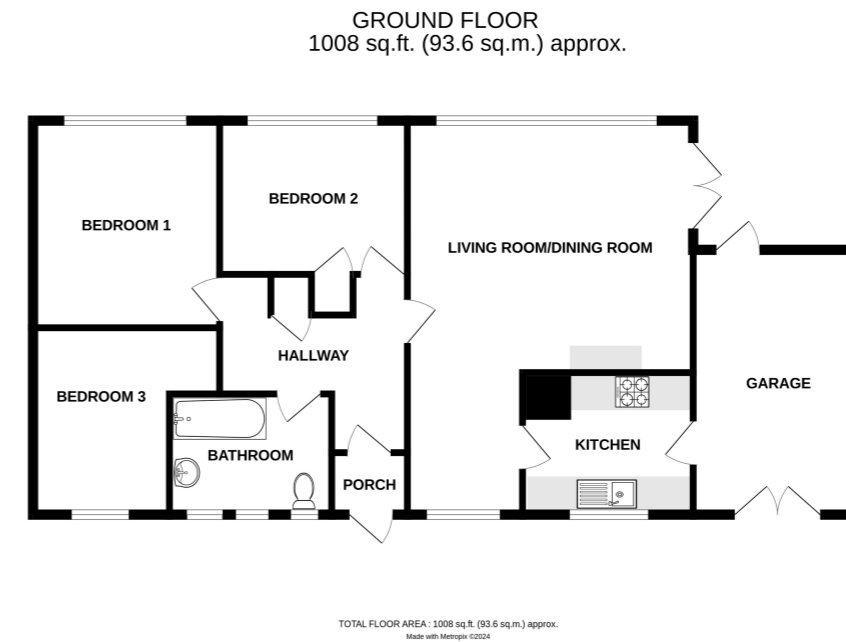 GROUND FLOOR
1008 sq.ft. (93.6 sq.m.) approx.
BEDROOM 1
BEDROOM 2
LIVING ROOM/DINING ROOM
HALLWAY
BEDROOM 3
GARAGE
KITCHEN
BATHROOM
PORCH
TOTAL FLOOR AREA : 1008 sq.ft. (93.6 sq.m.) approx.
Made with Metropix ©2024